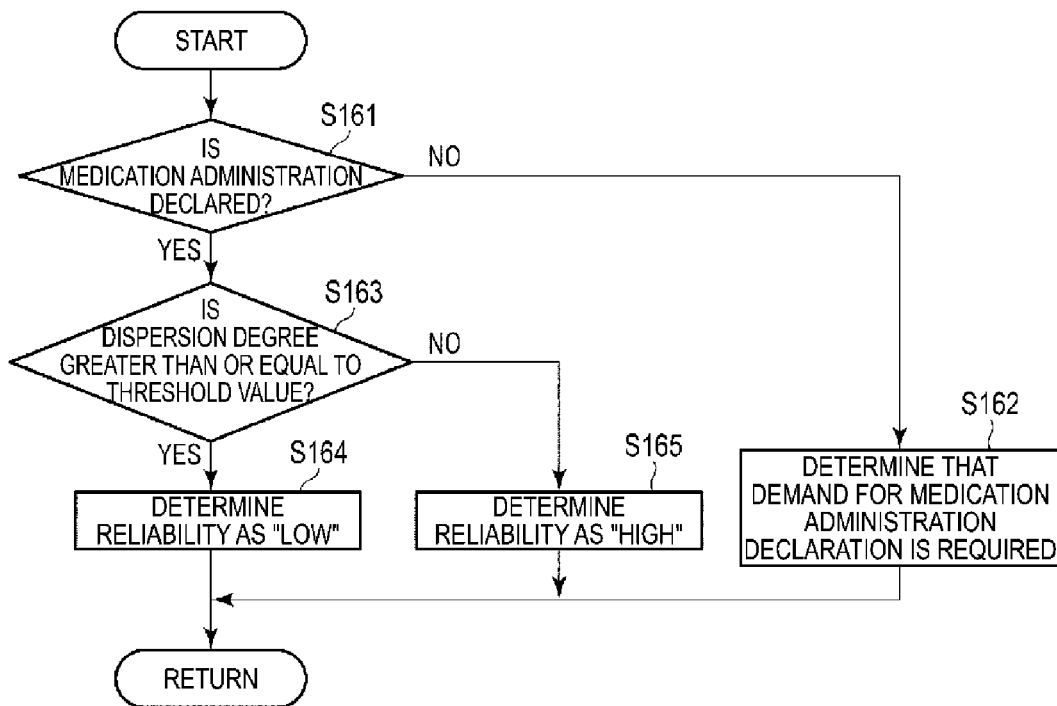 START
S161
IS
MEDICATION ADMINISTRATION
DECLARED?
NO
YES
S163
IS
DISPERSION DEGREE
GREATER THAN OR EQUAL TO
THRESHOLD VALUE?
NO
YES
S164
DETERMINE
RELIABILITY AS "LOW"
S165
DETERMINE
RELIABILITY AS "HIGH"
S162
DETERMINE THAT
DEMAND FOR MEDICATION
ADMINISTRATION
DECLARATION IS REQUIRED
RETURN